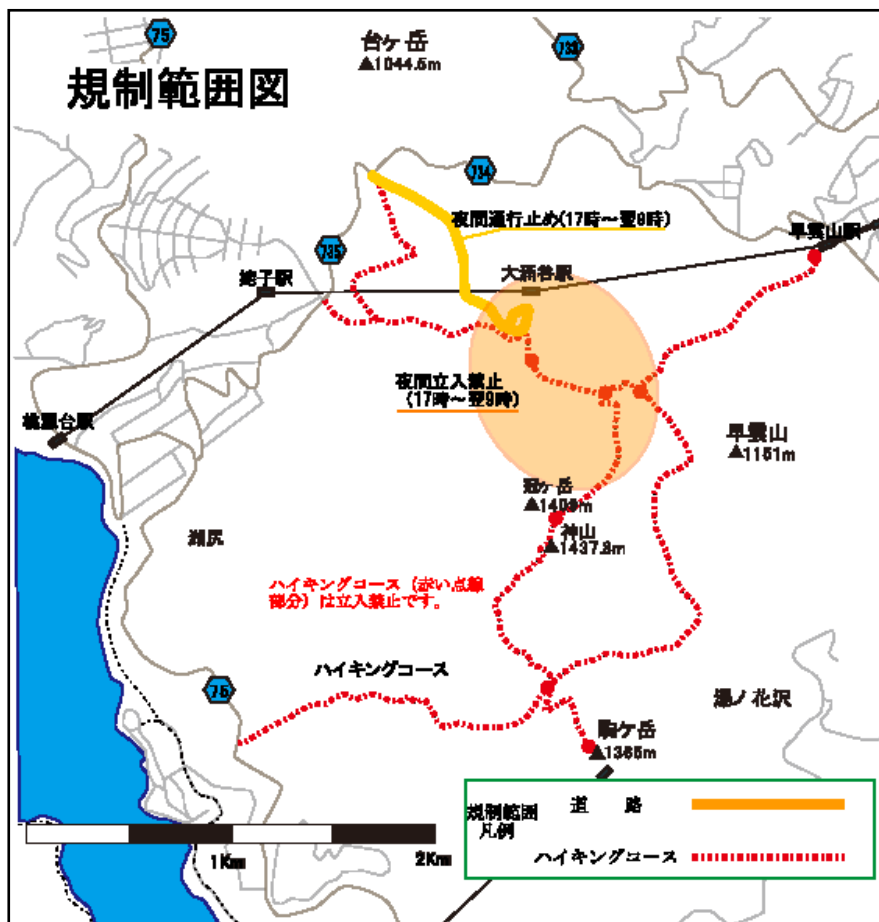 75
台ヶ岳
▲1044.5m
733
規制範囲図
734
夜間通行止め(17時～翌9時)
早雲山駅
735
姥子駅
大涌谷駅
夜間立入禁止
(17時～翌9時)
桃源台駅
早雲山
▲1151m
冠ヶ岳
▲1409m
神山
▲1437.8m
湖尻
ハイキングコース（赤い点線
部分）は立入禁止です。
ハイキングコース
75
湯ノ花沢
駒ケ岳
▲1365m
規制範囲
凡例
道　路
ハイキングコース
1Km
2Km